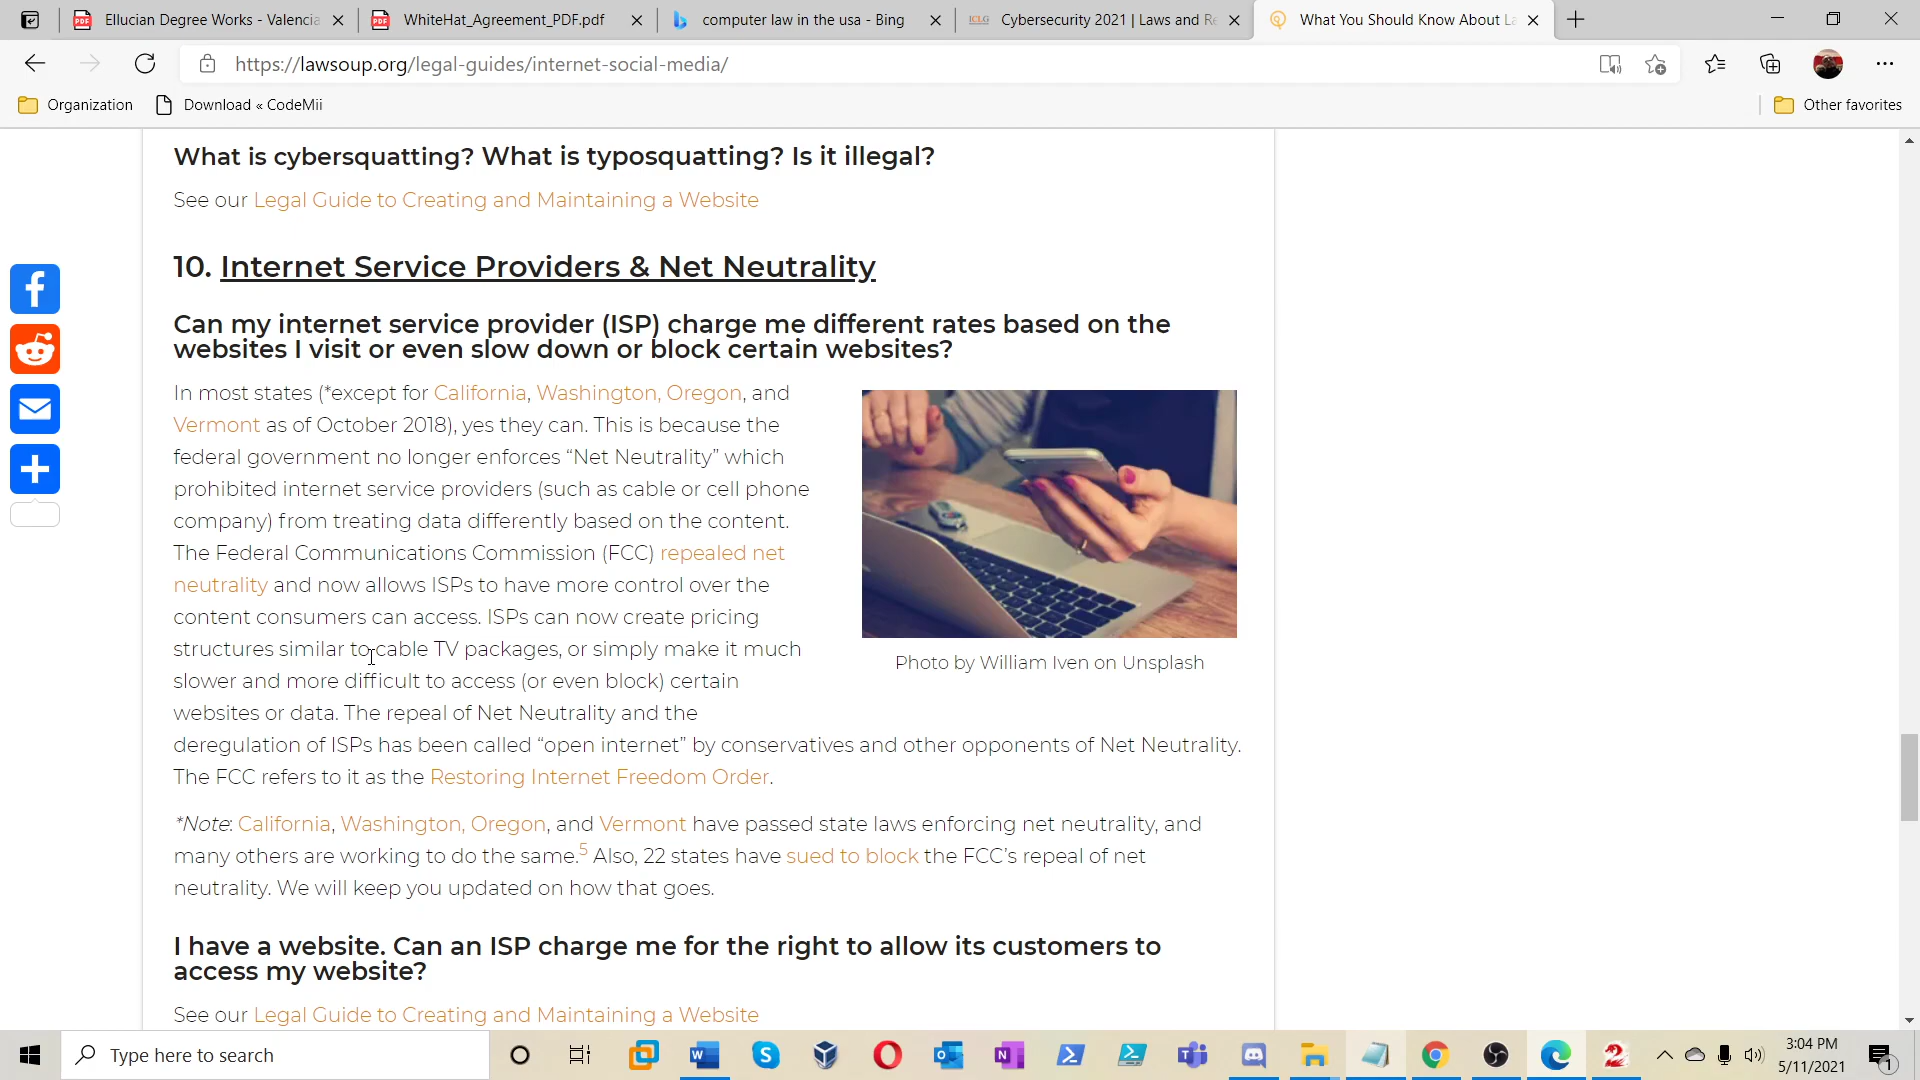 Ellucian Degree Works - Valencia
WhiteHat_Agreement_PDF.pdf
computer law in the usa - Bing
ICLG Cybersecurity 2021 | Laws and Re
What You Should Know About La
https://lawsoup.org/legal-guides/internet-social-media/
Organization
Download « CodeMii
Other favorites
What is cybersquatting? What is typosquatting? Is it illegal?
See our Legal Guide to Creating and Maintaining a Website
10. Internet Service Providers & Net Neutrality
Can my internet service provider (ISP) charge me different rates based on the
websites I visit or even slow down or block certain websites?
In most states (*except for California, Washington, Oregon, and
Vermont as of October 2018), yes they can. This is because the
federal government no longer enforces “Net Neutrality” which
prohibited internet service providers (such as cable or cell phone
company) from treating data differently based on the content.
The Federal Communications Commission (FCC) repealed net
neutrality and now allows ISPs to have more control over the
content consumers can access. ISPs can now create pricing
structures similar to cable TV packages, or simply make it much
slower and more difficult to access (or even block) certain
websites or data. The repeal of Net Neutrality and the
deregulation of ISPs has been called “open internet” by conservatives and other opponents of Net Neutrality.
The FCC refers to it as the Restoring Internet Freedom Order.
Photo by William Iven on Unsplash
*Note: California, Washington, Oregon, and Vermont have passed state laws enforcing net neutrality, and
many others are working to do the same.5 Also, 22 states have sued to block the FCC’s repeal of net
neutrality. We will keep you updated on how that goes.
I have a website. Can an ISP charge me for the right to allow its customers to
access my website?
See our Legal Guide to Creating and Maintaining a Website
Type here to search
3:04 PM
5/11/2021
1